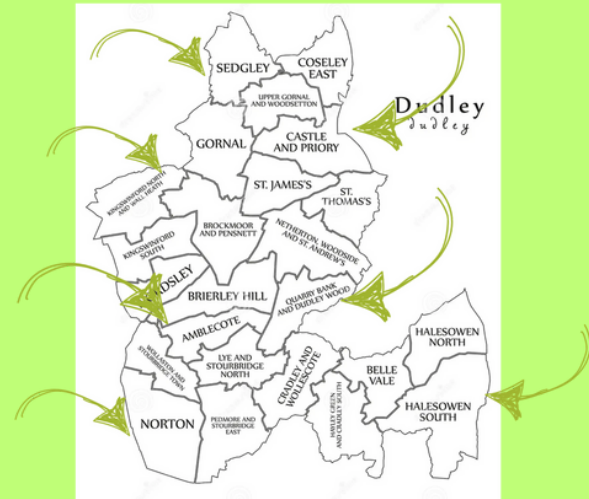 SEDGLEY
COSELEY
EAST
UPPER GORNAL
AND WOODSETTON
Dudley
dudley
GORNAL
CASTLE
AND PRIORY
KINGSWINFORD NORTH
AND WALL HEATH
ST. JAMES'S
ST.
THOMAS'S
BROCKMOOR
AND PENSNETT
NETHERTON, WOODSIDE
AND ST. ANDREW'S
KINGSWINFORD
SOUTH
RDSLEY
BRIERLEY HILL
QUARRY BANK
AND DUDLEY WOOD
AMBLECOTE
HALESOWEN
NORTH
WOLLASTON AND
STOURBRIDGE TOWN
LYE AND
STOURBRIDGE
NORTH
CRADLEY AND
WOLLESCOTE
BELLE
VALE
HAYLEY GREEN
AND CRADLEY SOUTH
HALESOWEN
SOUTH
NORTON
PEDMORE AND
STOURBRIDGE
EAST